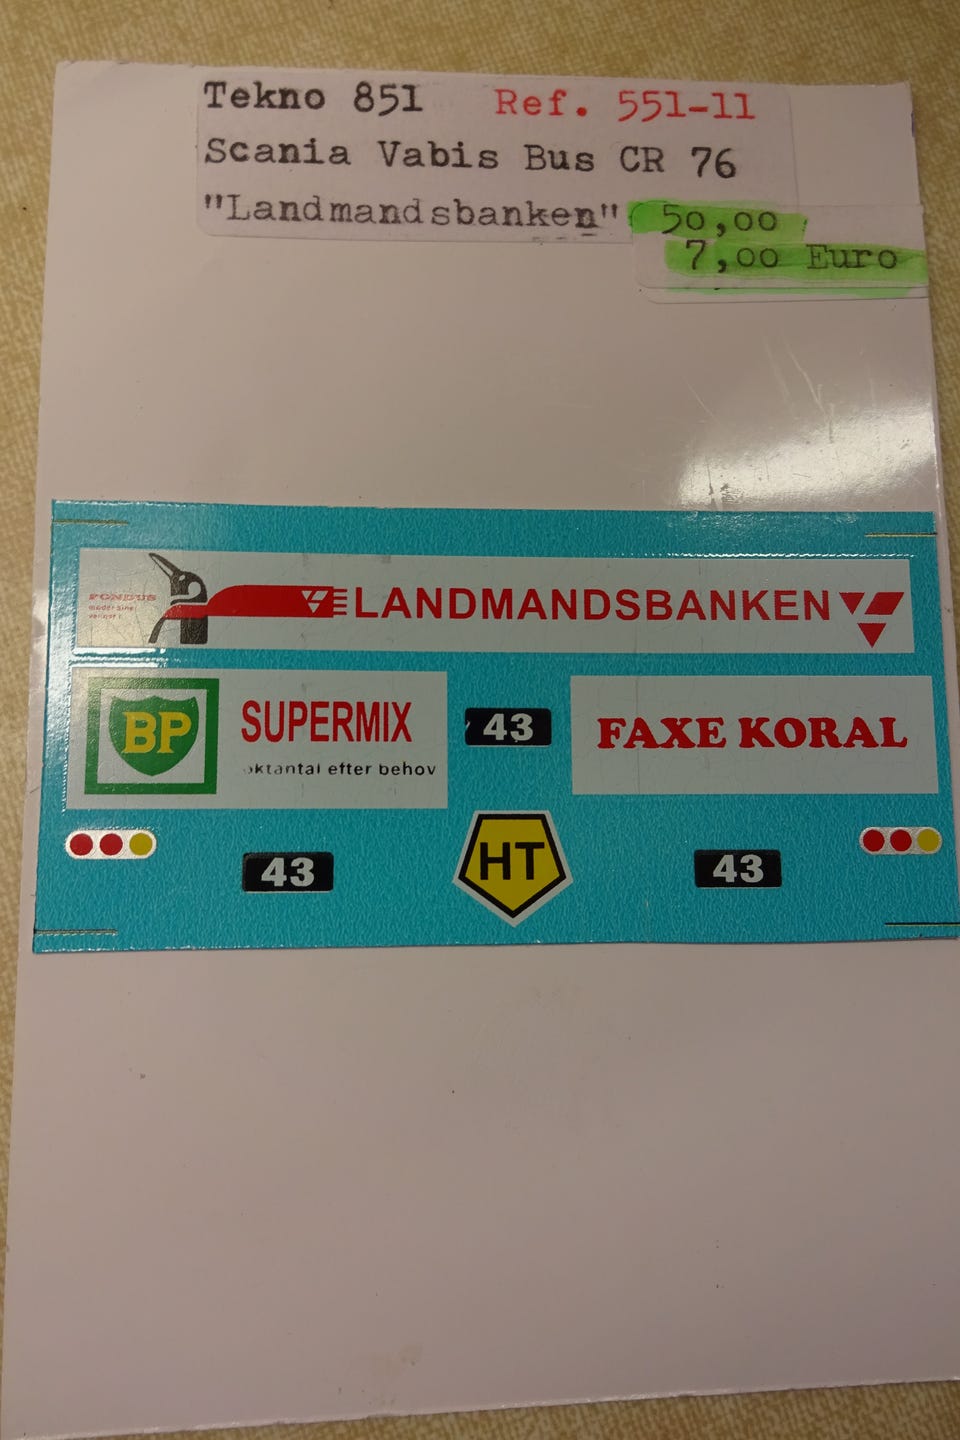 Tekno 851 Ref. 551-11
Scania Vabis Bus CR 76
"Landmandsbanken" 50,00
7,00 Euro
FONDUS
LANDMANDSBANKEN
BP SUPERMIX
oktantal efter behov
43
FAXE KORAL
43
HT
43